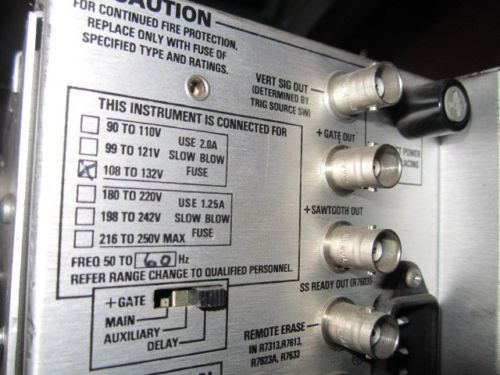 CAUTION
FOR CONTINUED FIRE PROTECTION,
REPLACE ONLY WITH FUSE OF
SPECIFIED TYPE AND RATINGS.
VERT SIG OUT
(DETERMINED BY
TRIG SOURCE SW)
THIS INSTRUMENT IS CONNECTED FOR
90 TO 110V
99 TO 121V
108 TO 132V
USE 2.0A
SLOW BLOW
FUSE
180 TO 220V
198 TO 242V
216 TO 250V MAX
USE 1.25A
SLOW BLOW
FUSE
FREQ 50 TO 60 Hz
REFER RANGE CHANGE TO QUALIFIED PERSONNEL.
+GATE OUT
POWER
LACING
+SAWTOOTH OUT
SS READY OUT (R7603)
+GATE
MAIN
AUXILIARY
DELAY
REMOTE ERASE
IN R7313,R7613,
R7623A, R7633